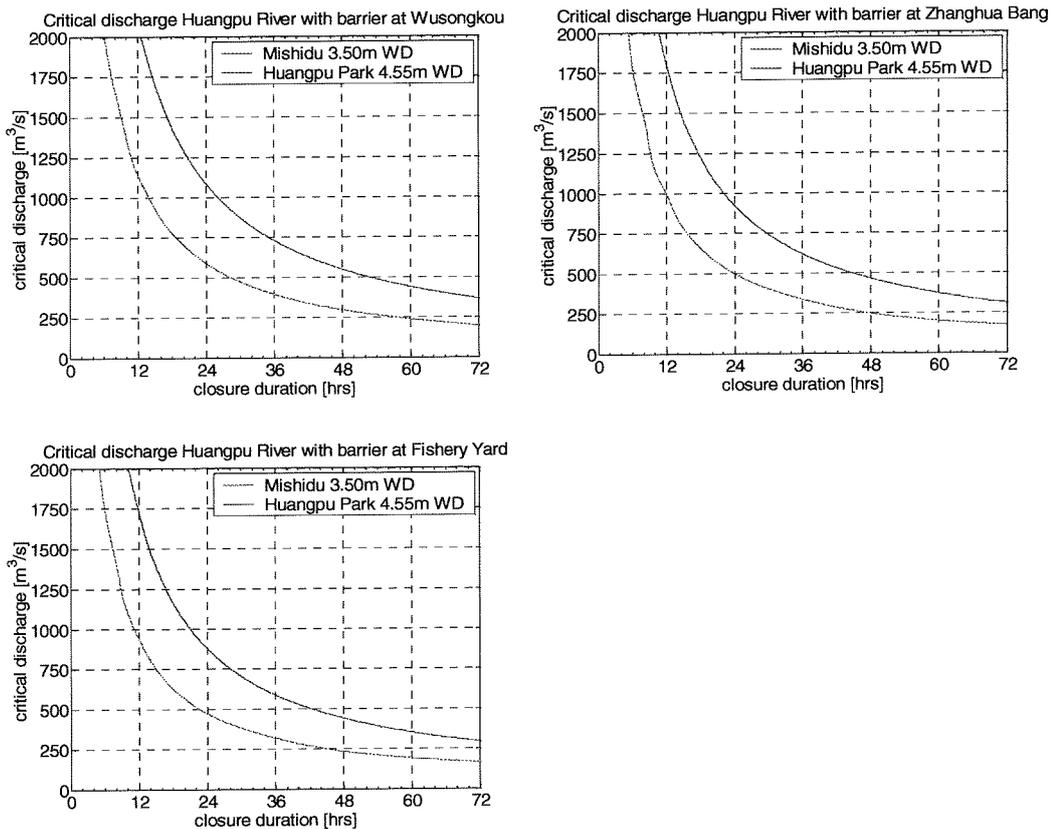 Critical discharge Huangpu River with barrier at Wusongkou
2000
1750
1500
1250
1000
750
500
250
0
critical discharge [m³/s]
Mishidu 3.50m WD
Huangpu Park 4.55m WD
0 12 24 36 48 60 72
closure duration [hrs]
Critical discharge Huangpu River with barrier at Zhanghua Bang
2000
1750
1500
1250
1000
750
500
250
0
critical discharge [m³/s]
Mishidu 3.50m WD
Huangpu Park 4.55m WD
0 12 24 36 48 60 72
closure duration [hrs]
Critical discharge Huangpu River with barrier at Fishery Yard
2000
1750
1500
1250
1000
750
500
250
0
critical discharge [m³/s]
Mishidu 3.50m WD
Huangpu Park 4.55m WD
0 12 24 36 48 60 72
closure duration [hrs]